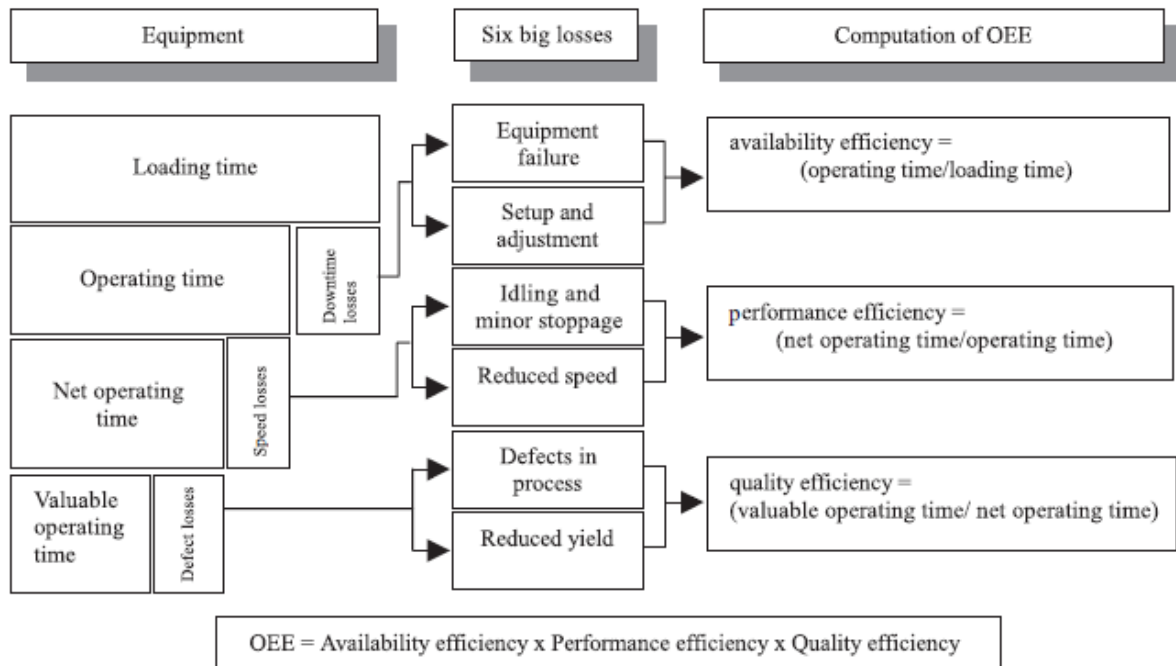 Equipment
Six big losses
Computation of OEE
Loading time
Operating time
Downtime
losses
Net operating
time
Speed losses
Valuable
operating
time
Defect losses
Equipment
failure
Setup and
adjustment
Idling and
minor stoppage
Reduced speed
Defects in
process
Reduced yield
availability efficiency =
(operating time/loading time)
performance efficiency =
(net operating time/operating time)
quality efficiency =
(valuable operating time/ net operating time)
OEE = Availability efficiency x Performance efficiency x Quality efficiency